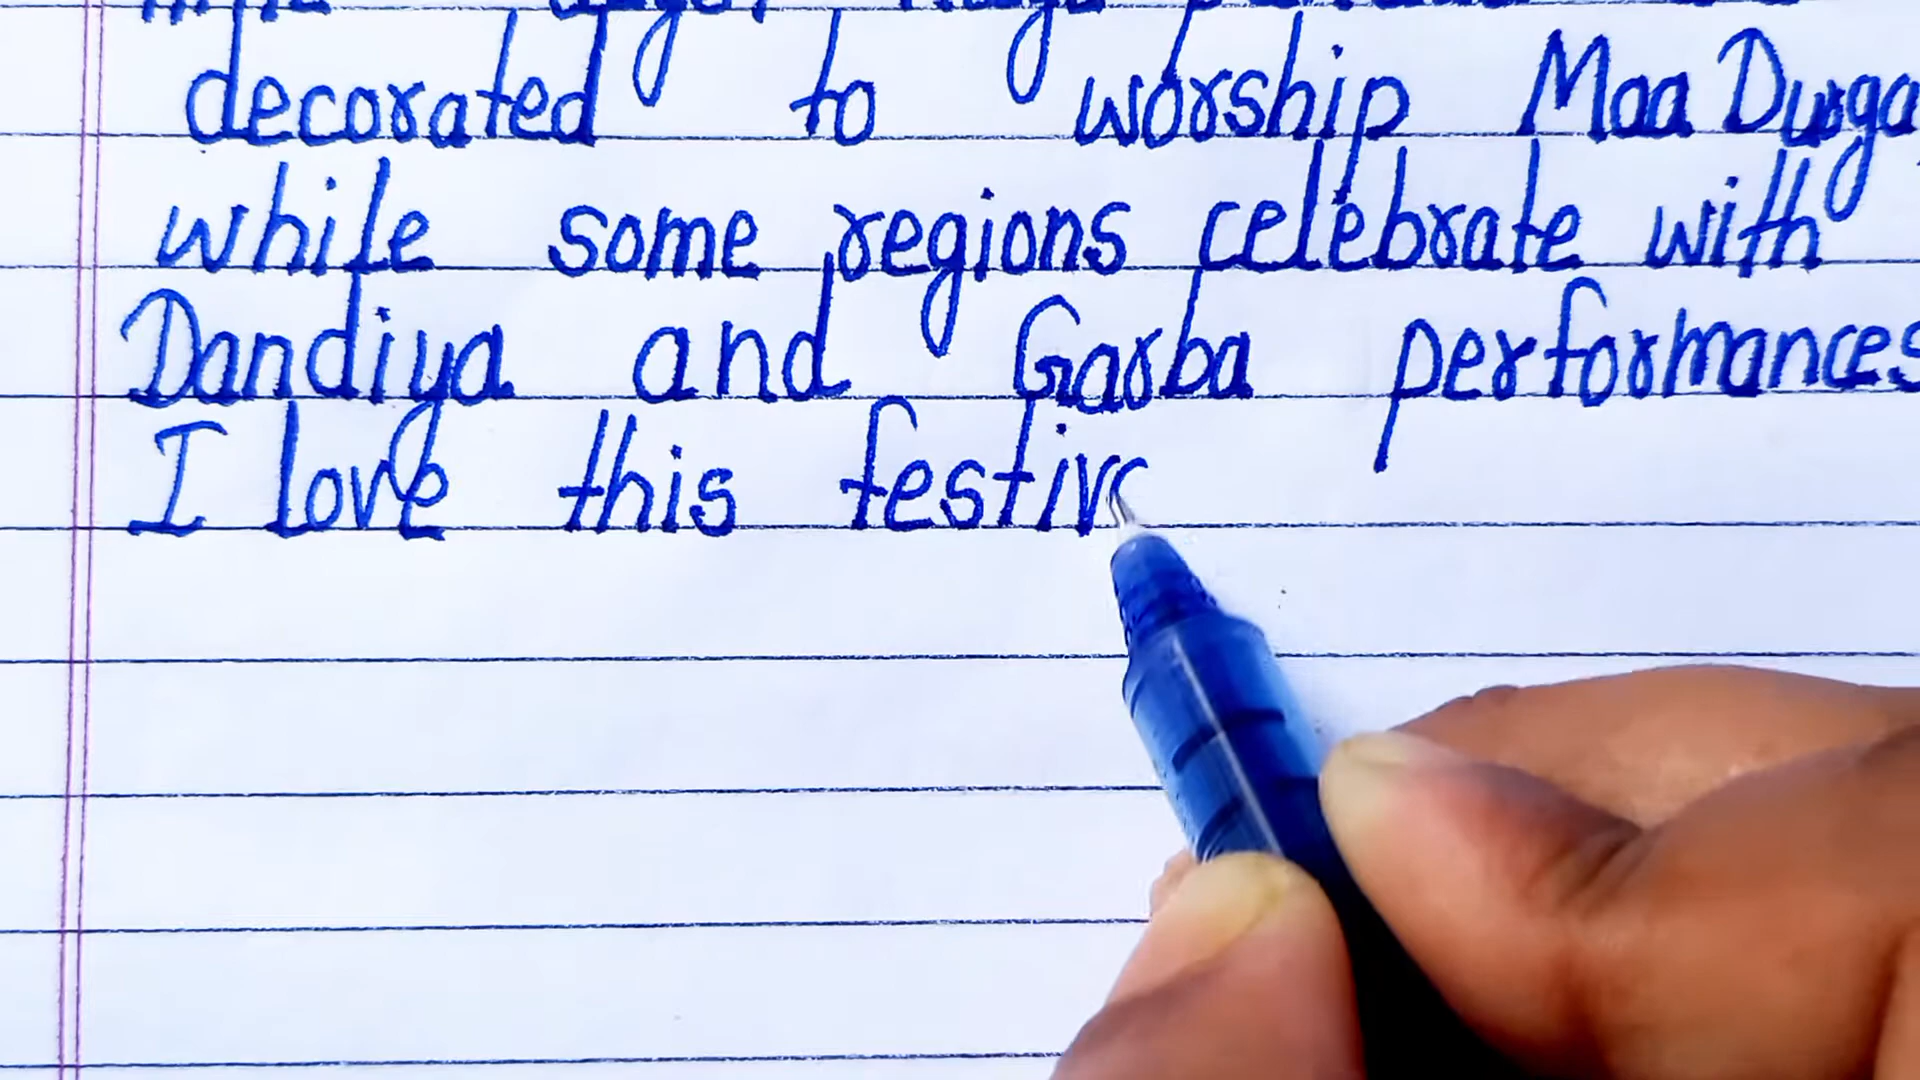 decorated to worship Maa Durga,
while some regions celebrate with
Dandiya and Garba performances
I love this festiv